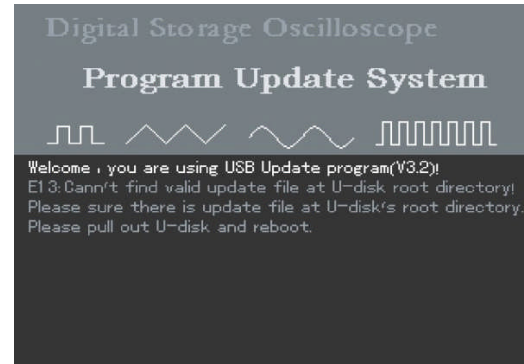 Digital Storage Oscilloscope
Program Update System
Welcome , you are using USB Update program(V3.2)!
E13:Cann't find valid update file at U-disk root directory!
Please sure there is update file at U-disk's root directory.
Please pull out U-disk and reboot.